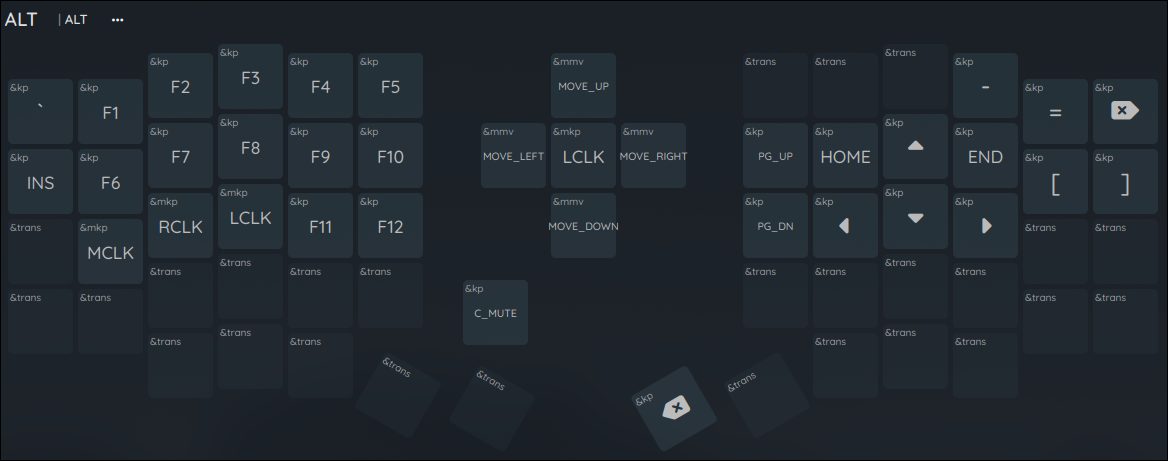 ALT | ALT •••
&kp &kp &kp &kp &kp &kp &mmv &trans &trans &trans &kp &kp &kp
` F1 F2 F3 F4 F5 MOVE_UP - =
&kp &kp &kp &kp &kp &kp &mmv &mkp &mmv &kp &kp &kp &kp &kp &kp
INS F6 F7 F8 F9 F10 MOVE_LEFT LCLK MOVE_RIGHT PG_UP HOME END [ ]
&trans &mkp &mkp &mkp &kp &kp &mmv &kp &kp &kp &kp &trans &trans
MCLK RCLK LCLK F11 F12 MOVE_DOWN PG_DN
&trans &trans &trans &trans &trans &trans &kp &trans &trans &trans &trans &trans &trans
C_MUTE
&trans &trans &trans &trans &trans &kp &trans &trans &trans &trans